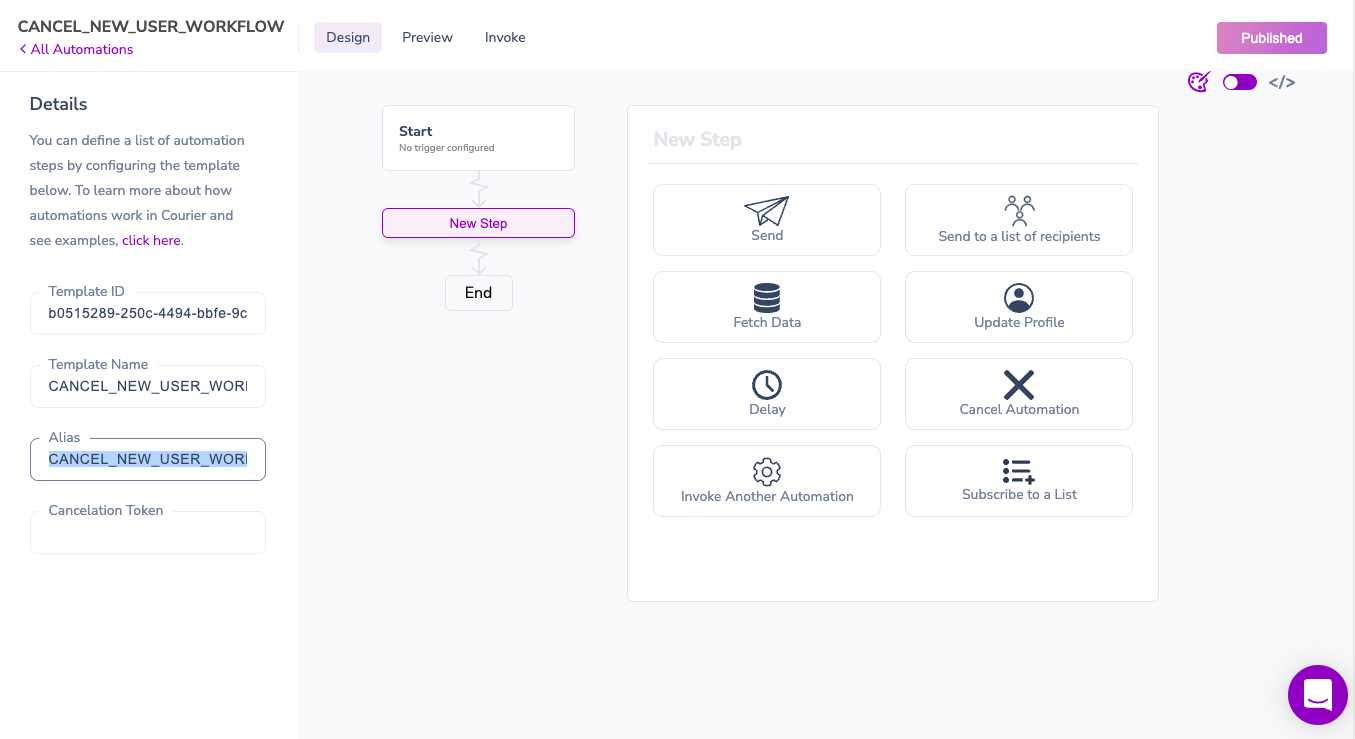 CANCEL_NEW_USER_WORKFLOW
All Automations
Design
Preview
Invoke
Published
</>
Details
You can define a list of automation
steps by configuring the template
below. To learn more about how
automations work in Courier and
see examples, click here.
Template ID
b0515289-250c-4494-bbfe-9c
Template Name
CANCEL_NEW_USER_WOR
Alias
CANCEL_NEW_USER_WOR
Cancelation Token
Start
No trigger configured
New Step
End
New Step
Send
Send to a list of recipients
Fetch Data
Update Profile
Delay
Cancel Automation
Invoke Another Automation
Subscribe to a List